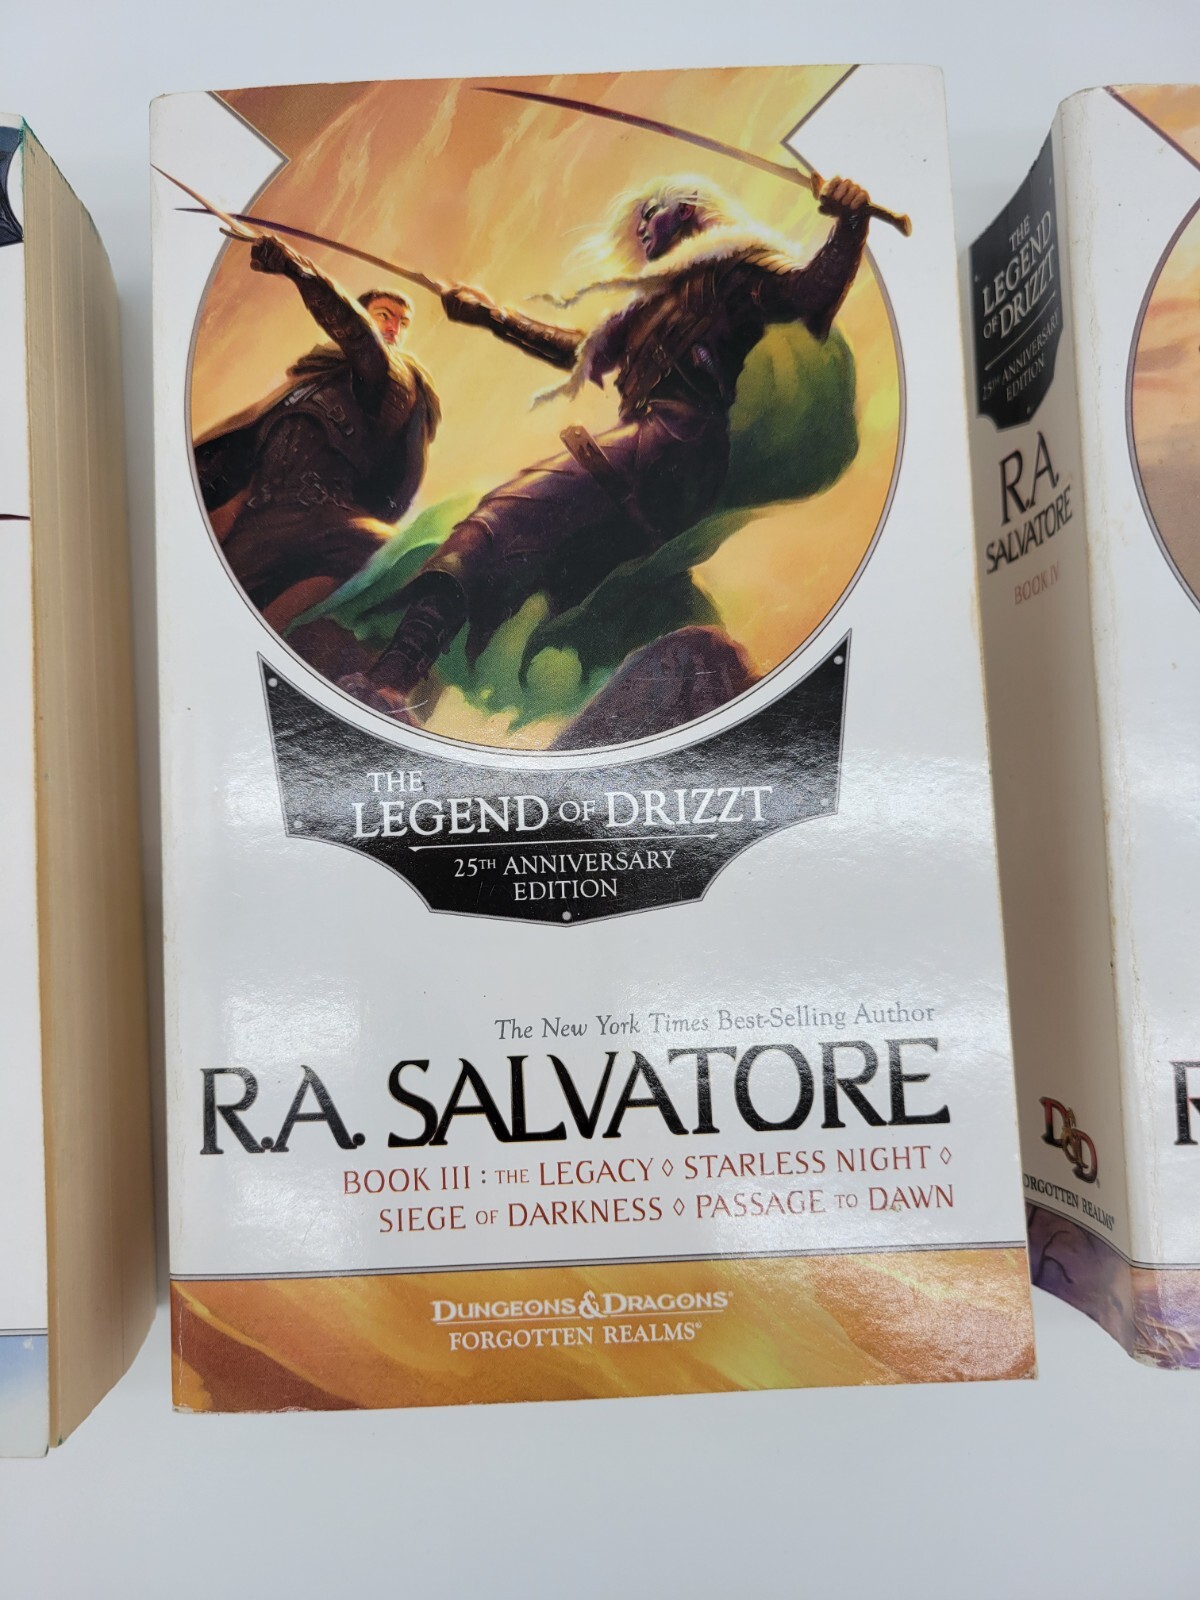 THE
LEGEND OF DRIZZT
25TH ANNIVERSARY
EDITION
The New York Times Best-Selling Author
R.A. SALVATORE
BOOK III : THE LEGACY ◊ STARLESS NIGHT ◊
SIEGE OF DARKNESS ◊ PASSAGE TO DAWN
DUNGEONS & DRAGONS®
FORGOTTEN REALMS®
THE
LEGEND
OF DRIZZT
25TH ANNIVERSARY
EDITION
R.A.
SALVATORE
BOOK IV
D&D
REALMS®